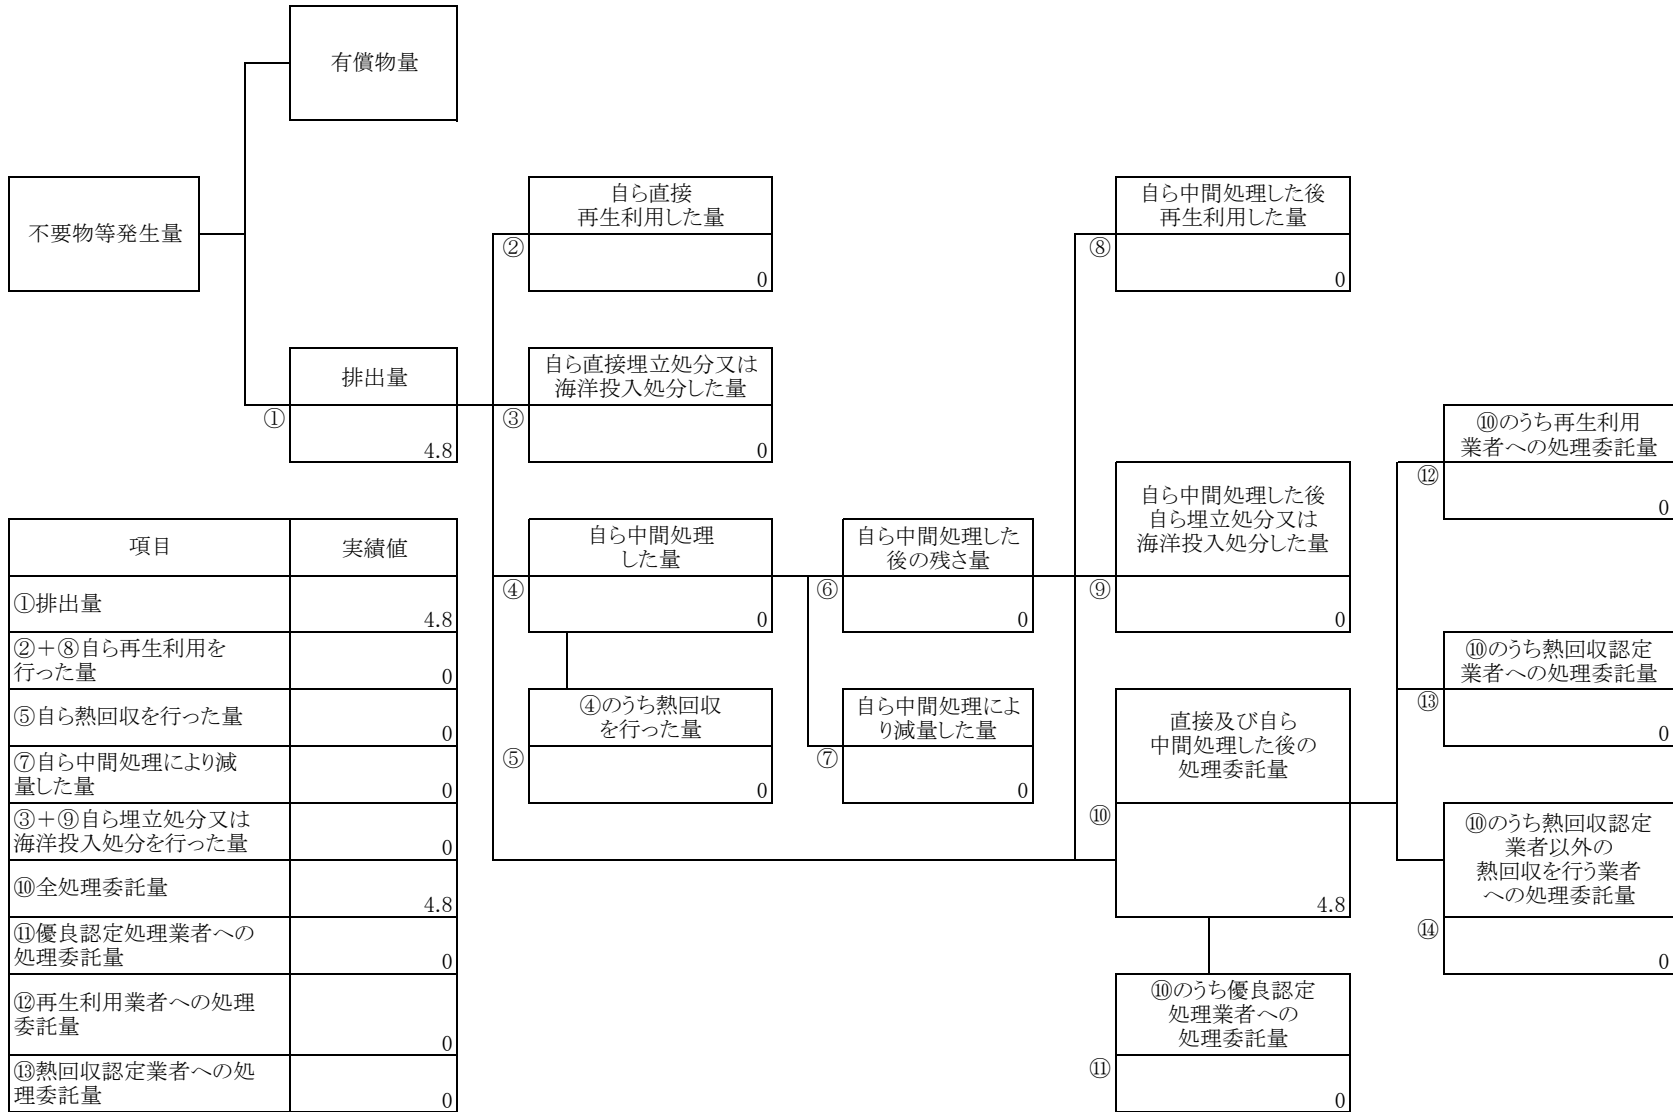 有償物量
不要物等発生量
自ら直接
再生利用した量
②
0
自ら中間処理した後
再生利用した量
⑧
0
排出量
①
4.8
自ら直接埋立処分又は
海洋投入処分した量
③
0
⑩のうち再生利用
業者への処理委託量
⑫
0
自ら中間処理
した量
④
0
自ら中間処理した
後の残さ量
⑥
0
自ら中間処理した後
自ら埋立処分又は
海洋投入処分した量
⑨
0
⑩のうち熱回収認定
業者への処理委託量
⑬
0
④のうち熱回収
を行った量
⑤
0
自ら中間処理によ
り減量した量
⑦
0
直接及び自ら
中間処理した後の
処理委託量
⑩
4.8
⑩のうち熱回収認定
業者以外の
熱回収を行う業者
への処理委託量
⑭
0
⑩のうち優良認定
処理業者への
処理委託量
⑪
0
項目 実績値
①排出量
4.8
②+⑧自ら再生利用を
行った量
0
⑤自ら熱回収を行った量
0
⑦自ら中間処理により減
量した量
0
③+⑨自ら埋立処分又は
海洋投入処分を行った量
0
⑩全処理委託量
4.8
⑪優良認定処理業者への
処理委託量
0
⑫再生利用業者への処理
委託量
0
⑬熱回収認定業者への処
理委託量
0